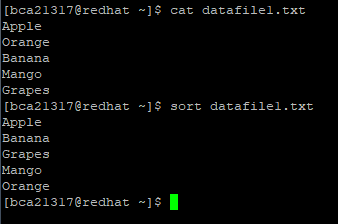 [bca21317@redhat ~]$ cat datafile1.txt
Apple
Orange
Banana
Mango
Grapes
[bca21317@redhat ~]$ sort datafile1.txt
Apple
Banana
Grapes
Mango
Orange
[bca21317@redhat ~]$